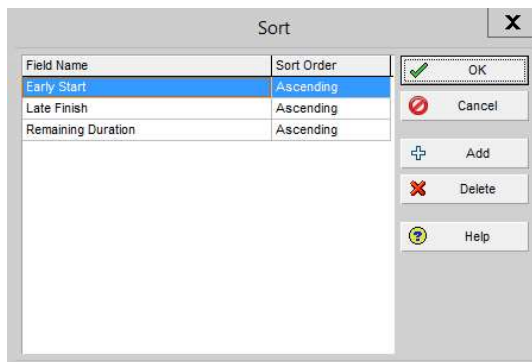 Sort
X
Field Name Sort Order
Early Start Ascending
Late Finish Ascending
Remaining Duration Ascending
OK
Cancel
Add
Delete
? Help